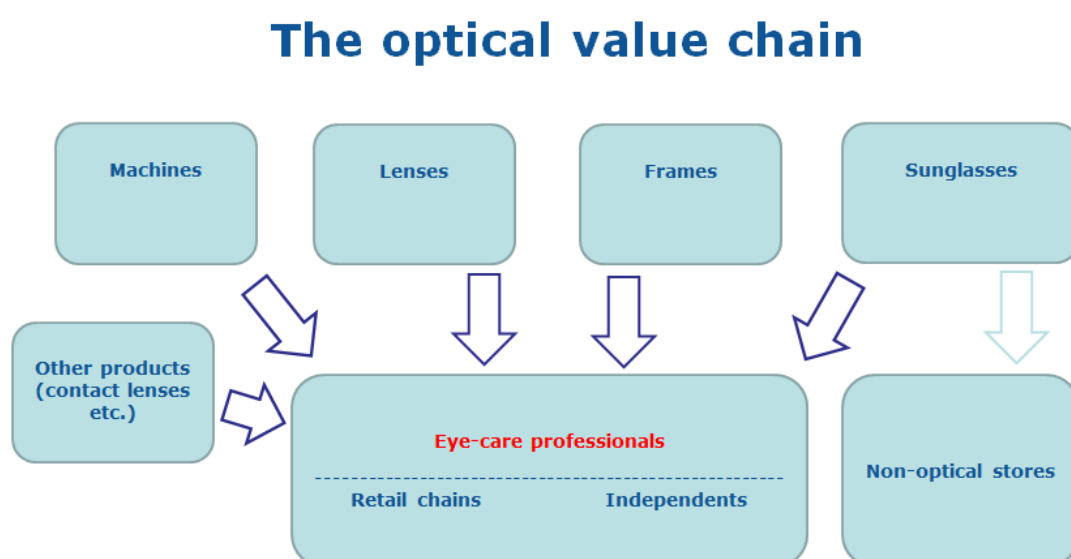 The optical value chain
Machines
Lenses
Frames
Sunglasses
Other products
(contact lenses
etc.)
Eye-care professionals
Retail chains
Independents
Non-optical stores